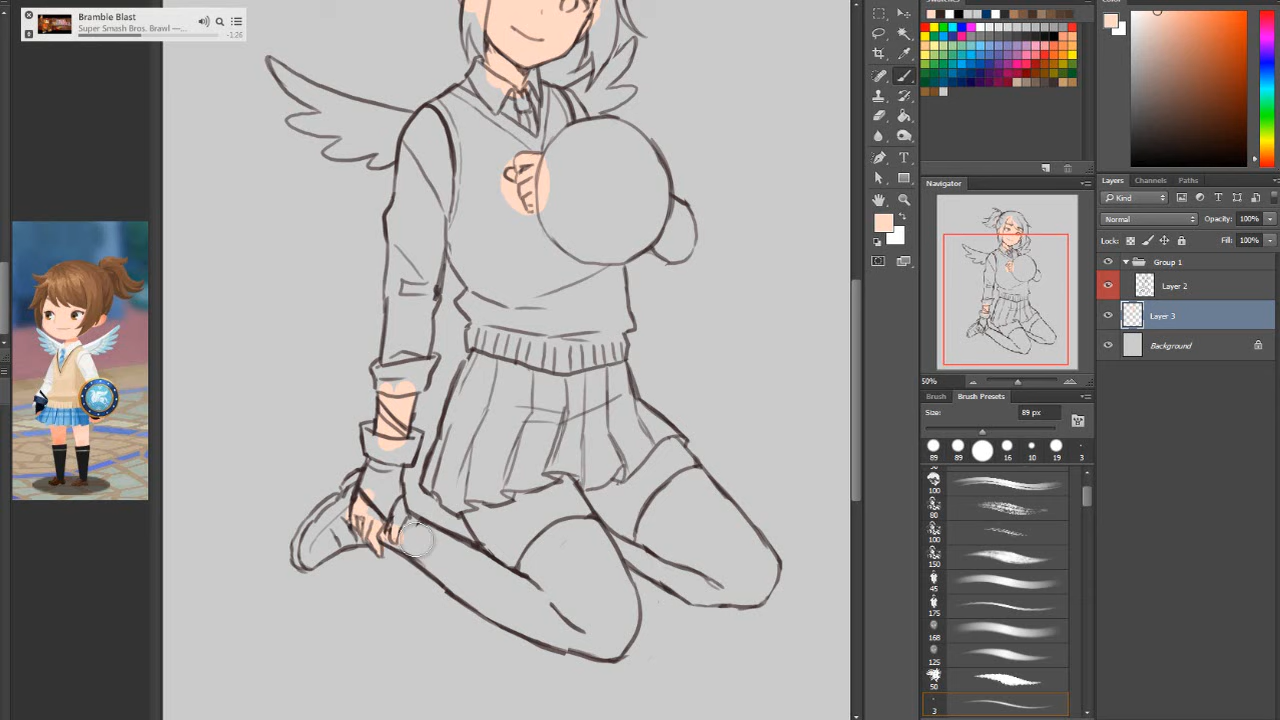 Bramble Blast
Super Smash Bros. Brawl —...
-1:26
Swatches
Color
Navigator
50%
Brush
Brush Presets
Size:
89 px
89
89
16
10
19
3
100
80
100
150
45
175
168
125
50
3
Layers
Channels
Paths
Kind
Normal
Opacity:
100%
Lock:
Fill:
100%
Group 1
Layer 2
Layer 3
Background